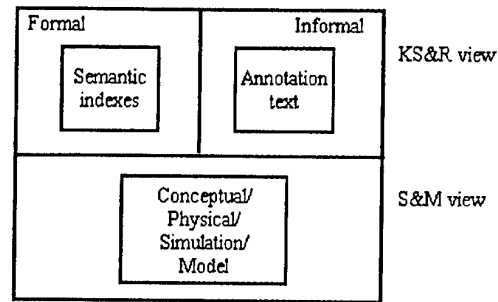 Formal
Informal
KS&R view
Semantic
indexes
Annotation
text
S&M view
Conceptual/
Physical/
Simulation/
Model